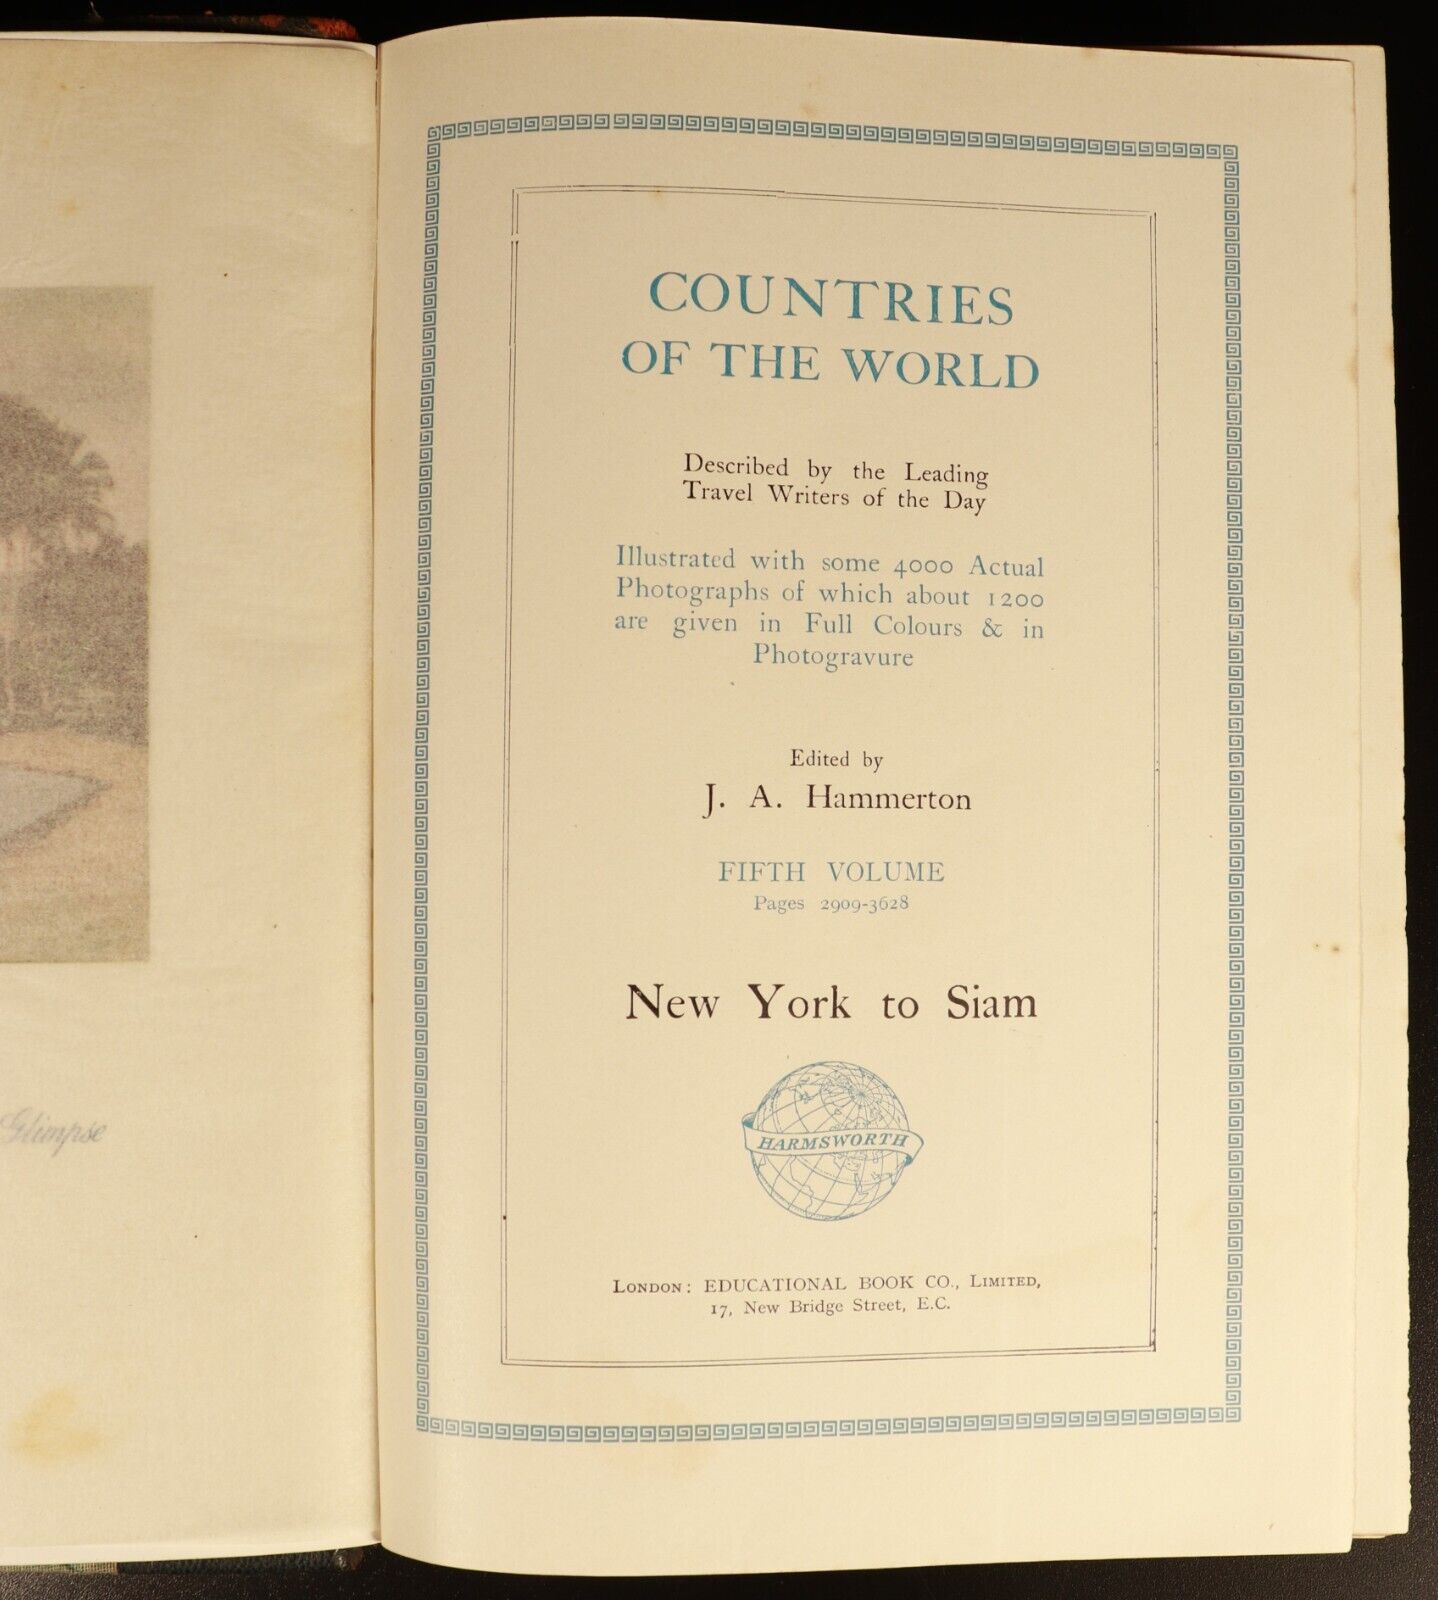 Glimpse
COUNTRIES
OF THE WORLD
Described by the Leading
Travel Writers of the Day
Illustrated with some 4000 Actual
Photographs of which about 1200
are given in Full Colours & in
Photogravure
Edited by
J. A. Hammerton
FIFTH VOLUME
Pages 2909-3628
New York to Siam
HARMSWORTH
LONDON: EDUCATIONAL BOOK CO., LIMITED,
17, New Bridge Street, E.C.